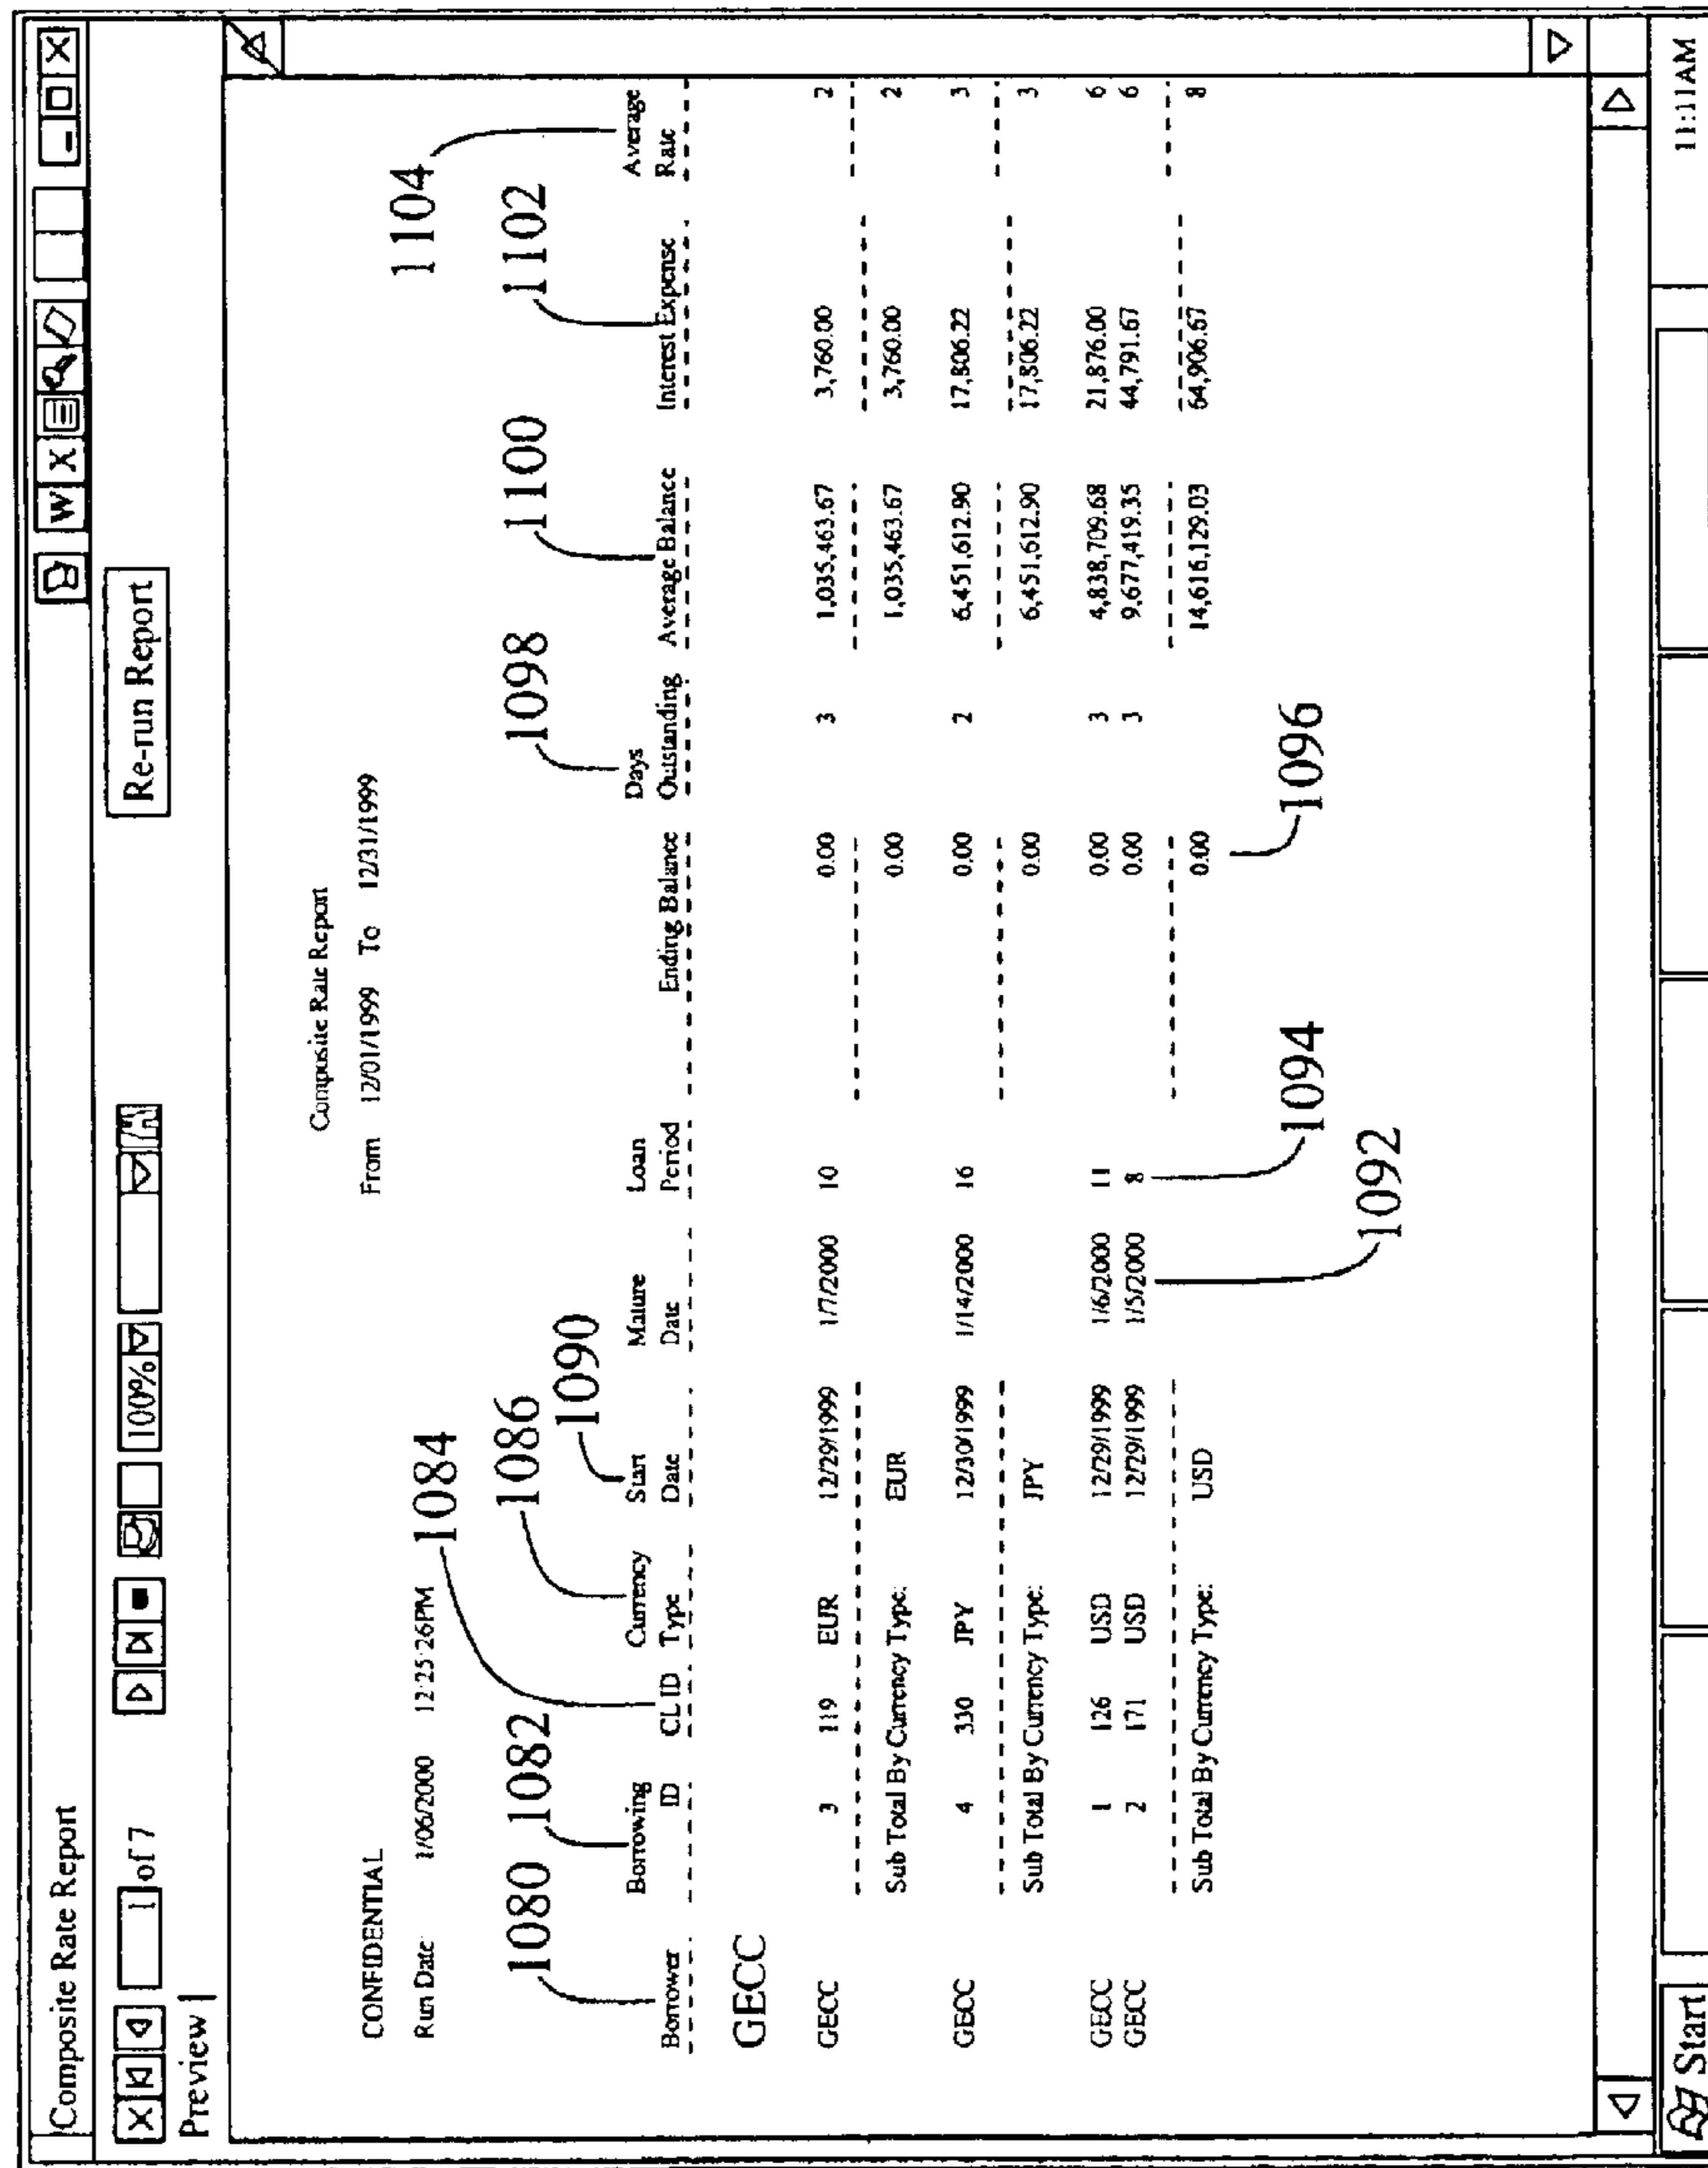 Composite Rate Report
W X
X 1 of 7 100% Re-run Report
Preview
Composite Rate Report
CONFIDENTIAL From 12/01/1999 To 12/31/1999
Run Date: 1/06/2000 12:25:26PM
1084 1104
1080 1082 1086 1098 1100 1102
1090
Borrower Borrowing ID CL ID Currency Type Start Date Mature Date Loan Period Ending Balance Days Outstanding Average Balance Interest Expense Average Rate
GECC
GECC 3 119 EUR 12/29/1999 1/7/2000 10 0.00 3 1,035,463.67 3,760.00 2
Sub Total By Currency Type: EUR 0.00 1,035,463.67 3,760.00 2
GECC 4 330 JPY 12/30/1999 1/14/2000 16 0.00 2 6,451,612.90 17,806.22 3
Sub Total By Currency Type: JPY 0.00 6,451,612.90 17,806.22 3
GECC 1 126 USD 12/29/1999 1/6/2000 11 0.00 3 4,838,709.68 21,876.00 6
GECC 2 171 USD 12/29/1999 1/5/2000 8 0.00 3 9,677,419.35 44,791.67 6
Sub Total By Currency Type: USD 0.00 14,616,129.03 64,906.67 8
1094 1096
1092
Start 11:11AM